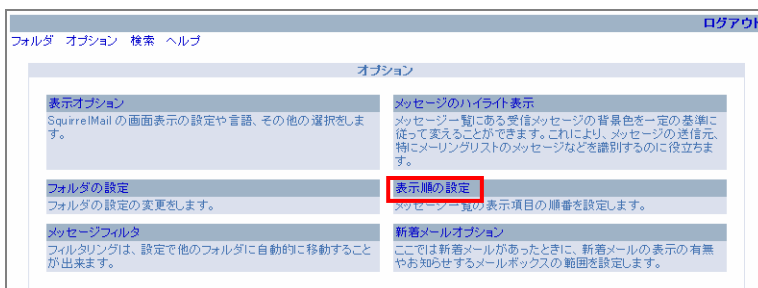 ログアウト
フォルダ オプション 検索 ヘルプ
オプション
表示オプション
SquirrelMail の画面表示の設定や言語、その他の選択をしま
す。
メッセージのハイライト表示
メッセージ一覧にある受信メッセージの背景色を一定の基準に
従って変えることができます。これにより、メッセージの送信元、
特にメーリングリストのメッセージなどを識別するのに役立ちま
す。
フォルダの設定
フォルダの設定の変更をします。
表示順の設定
メッセージ一覧の表示項目の順番を設定します。
メッセージフィルタ
フィルタリングは、設定で他のフォルダに自動的に移動すること
が出来ます。
新着メールオプション
ここでは新着メールがあったときに、新着メールの表示の有無
やお知らせするメールボックスの範囲を設定します。